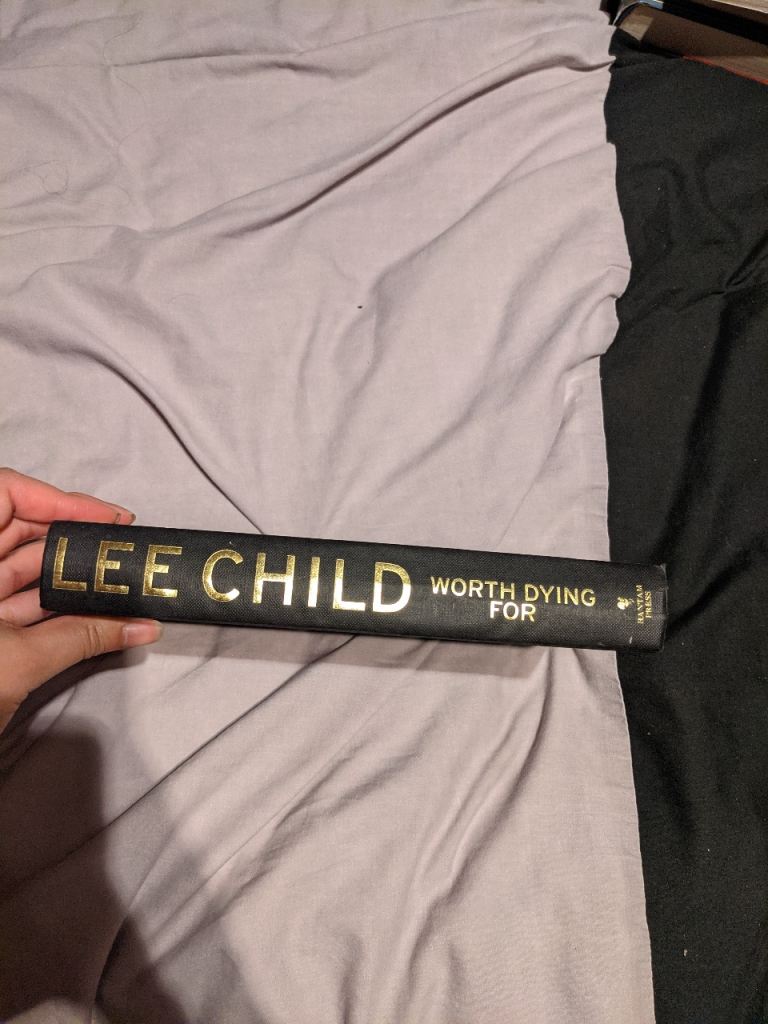 LEE CHILD
WORTH DYING
FOR
BANTAM
PRESS